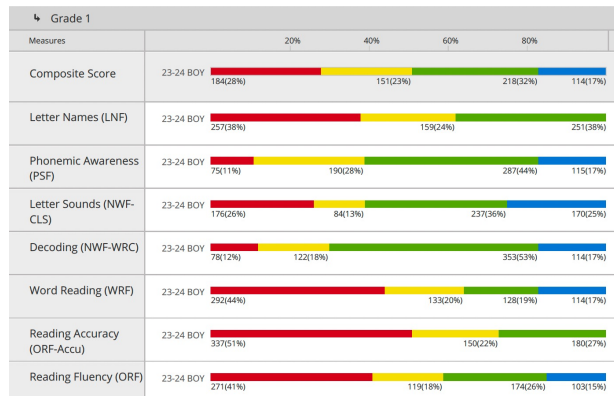 ↳ Grade 1
Measures 20% 40% 60% 80%
Composite Score 23-24 BOY
184(28%) 151(23%) 218(32%) 114(17%)
Letter Names (LNF) 23-24 BOY
257(38%) 159(24%) 251(38%)
Phonemic Awareness 23-24 BOY
(PSF) 75(11%) 190(28%) 287(44%) 115(17%)
Letter Sounds (NWF- 23-24 BOY
CLS) 176(26%) 84(13%) 237(36%) 170(25%)
Decoding (NWF-WRC) 23-24 BOY
78(12%) 122(18%) 353(53%) 114(17%)
Word Reading (WRF) 23-24 BOY
292(44%) 133(20%) 128(19%) 114(17%)
Reading Accuracy 23-24 BOY
(ORF-Accu) 337(51%) 150(22%) 180(27%)
Reading Fluency (ORF) 23-24 BOY
271(41%) 119(18%) 174(26%) 103(15%)